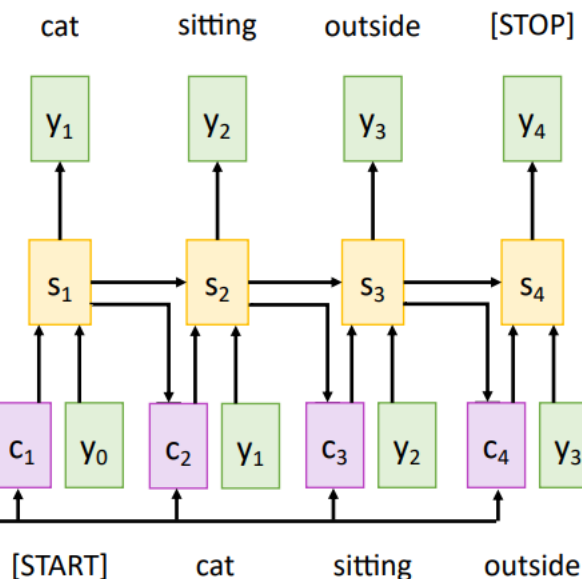 cat sitting outside [STOP]
y₁ y₂ y₃ y₄
s₁ s₂ s₃ s₄
c₁ y₀ c₂ y₁ c₃ y₂ c₄ y₃
[START] cat sitting outside